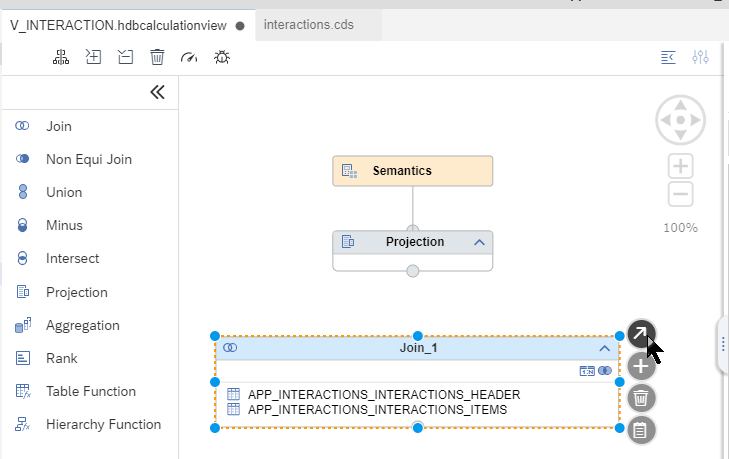 V_INTERACTION.hdbcalculationview
interactions.cds
Join
Non Equi Join
Union
Minus
Intersect
Projection
Aggregation
Rank
Table Function
Hierarchy Function
Semantics
Projection
100%
Join_1
1:N
APP_INTERACTIONS_INTERACTIONS_HEADER
APP_INTERACTIONS_INTERACTIONS_ITEMS